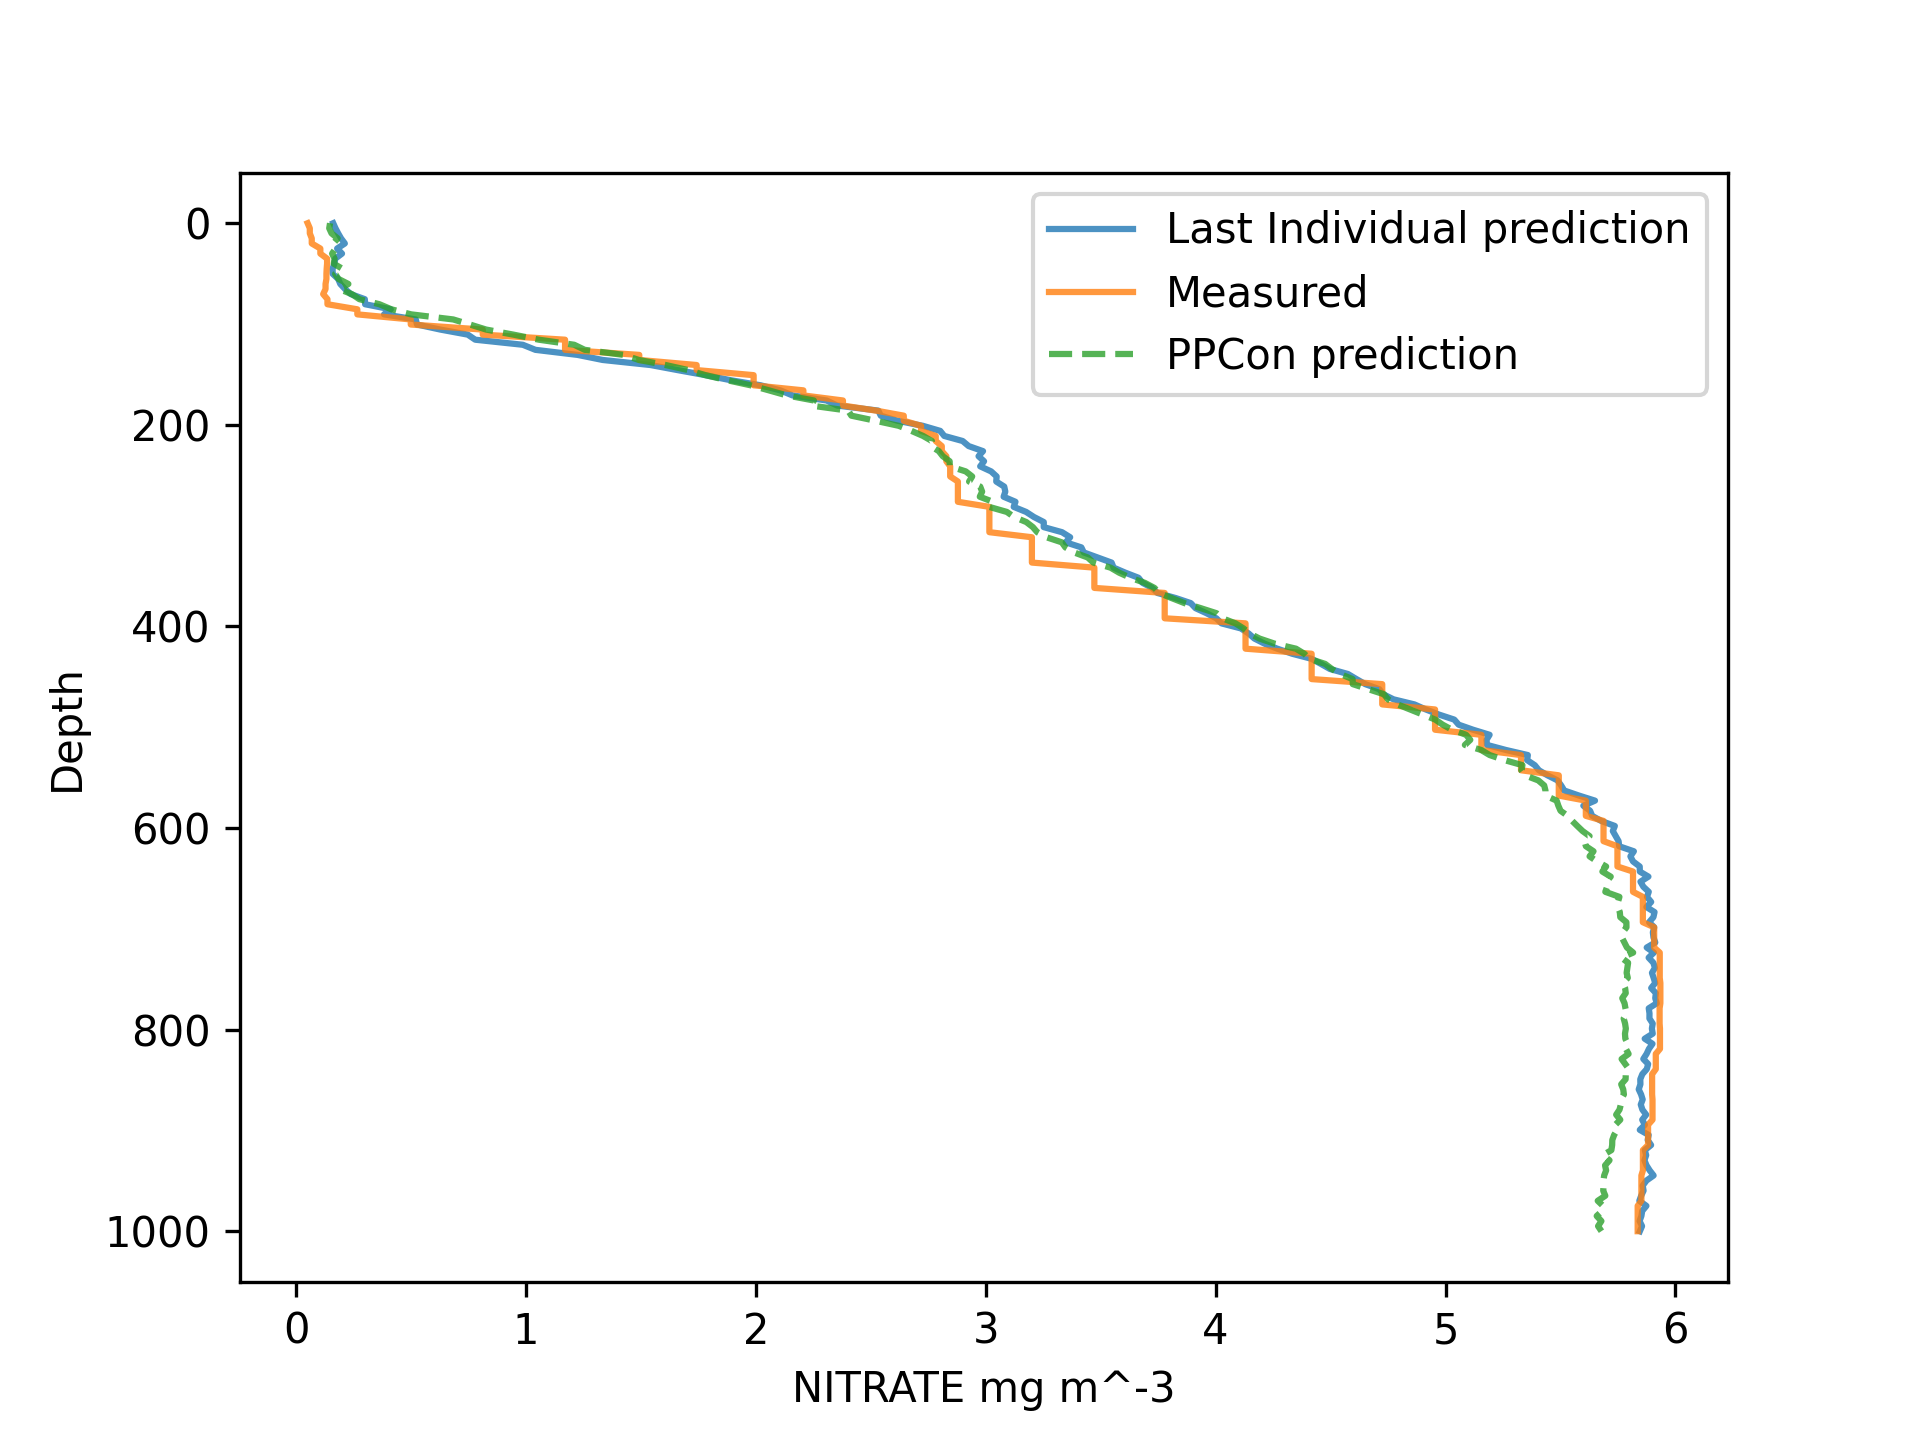 Last Individual prediction
Measured
PPCon prediction
0
200
400
600
800
1000
Depth
0 1 2 3 4 5 6
NITRATE mg m^-3